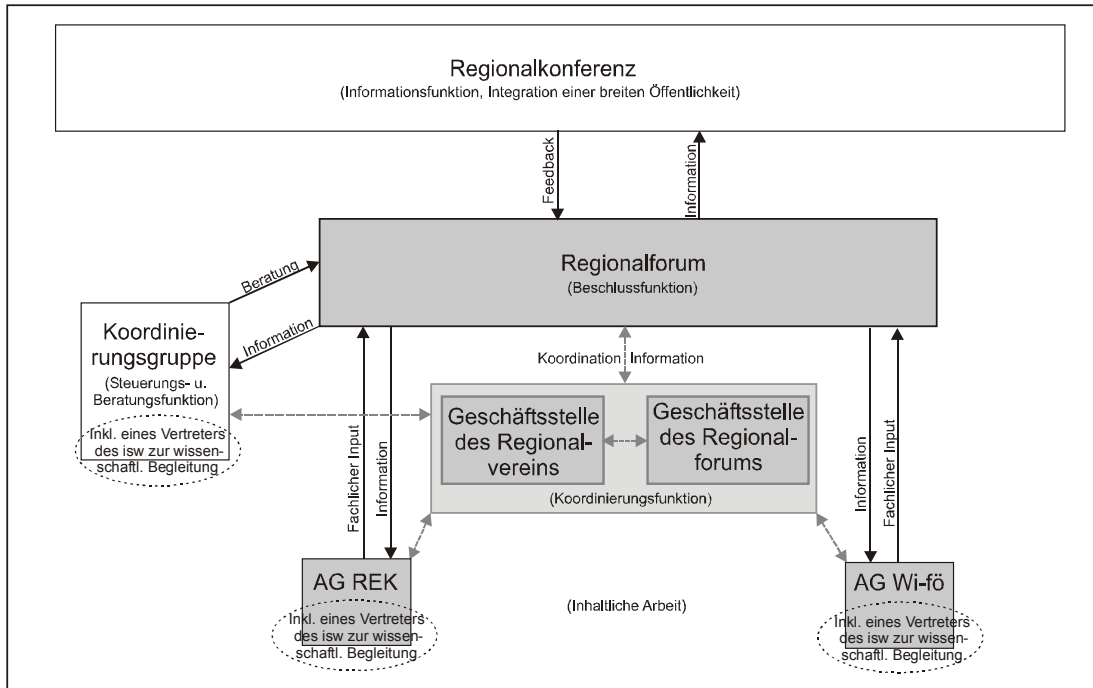 Regionalkonferenz
(Informationsfunktion, Integration einer breiten Öffentlichkeit)
Feedback
Information
Regionalforum
(Beschlussfunktion)
Beratung
Information
Koordinie-
rungsgruppe
(Steuerungs- u.
Beratungsfunktion)
Inkl. eines Vertreters
des isw zur wissen-
schaftl. Begleitung
Koordination
Information
Geschäftsstelle
des Regional-
vereins
Geschäftsstelle
des Regional-
forums
(Koordinierungsfunktion)
Fachlicher Input
Information
Information
Fachlicher Input
AG REK
Inkl. eines Vertreters
des isw zur wissen-
schaftl. Begleitung
(Inhaltliche Arbeit)
AG Wi-fö
Inkl. eines Vertreters
des isw zur wissen-
schaftl. Begleitung